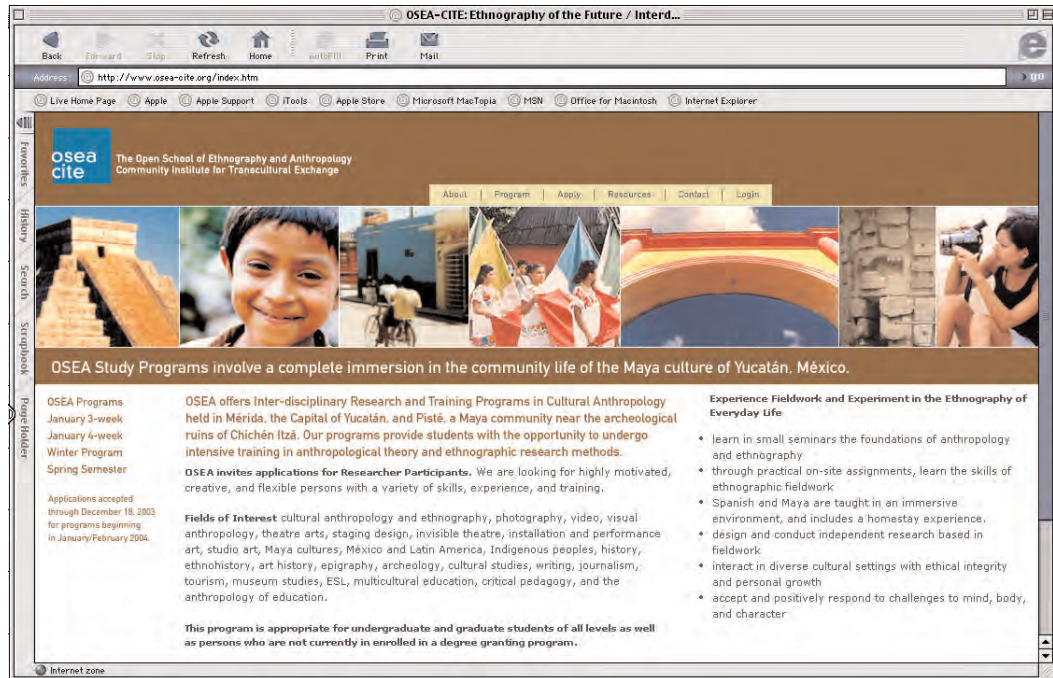 OSEA-CITE: Ethnography of the Future / Interd...
Back Forward Stop Refresh Home AutoFill Print Mail
Address: http://www.osea-cite.org/index.htm go
Live Home Page Apple Apple Support iTools Apple Store Microsoft MacTopia MSN Office for Macintosh Internet Explorer
Favorites
History
Search
Scrapbook
Page Holder
osea
cite
The Open School of Ethnography and Anthropology
Community Institute for Transcultural Exchange
About | Program | Apply | Resources | Contact | Login
OSEA Study Programs involve a complete immersion in the community life of the Maya culture of Yucatán, México.
OSEA Programs
January 3-week
January 4-week
Winter Program
Spring Semester
Applications accepted
through December 18, 2003
for programs beginning
in January/February 2004.
OSEA offers Inter-disciplinary Research and Training Programs in Cultural Anthropology
held in Mérida, the Capital of Yucatán, and Pisté, a Maya community near the archeological
ruins of Chichén Itzá. Our programs provide students with the opportunity to undergo
intensive training in anthropological theory and ethnographic research methods.
OSEA invites applications for Researcher Participants. We are looking for highly motivated,
creative, and flexible persons with a variety of skills, experience, and training.
Fields of Interest cultural anthropology and ethnography, photography, video, visual
anthropology, theatre arts, staging design, invisible theatre, installation and performance
art, studio art, Maya cultures, México and Latin America, Indigenous peoples, history,
ethnohistory, art history, epigraphy, archeology, cultural studies, writing, journalism,
tourism, museum studies, ESL, multicultural education, critical pedagogy, and the
anthropology of education.
This program is appropriate for undergraduate and graduate students of all levels as well
as persons who are not currently in enrolled in a degree granting program.
Experience Fieldwork and Experiment in the Ethnography of
Everyday Life
• learn in small seminars the foundations of anthropology
and ethnography
• through practical on-site assignments, learn the skills of
ethnographic fieldwork
• Spanish and Maya are taught in an immersive
environment, and includes a homestay experience.
• design and conduct independent research based in
fieldwork
• interact in diverse cultural settings with ethical integrity
and personal growth
• accept and positively respond to challenges to mind, body,
and character
Internet zone